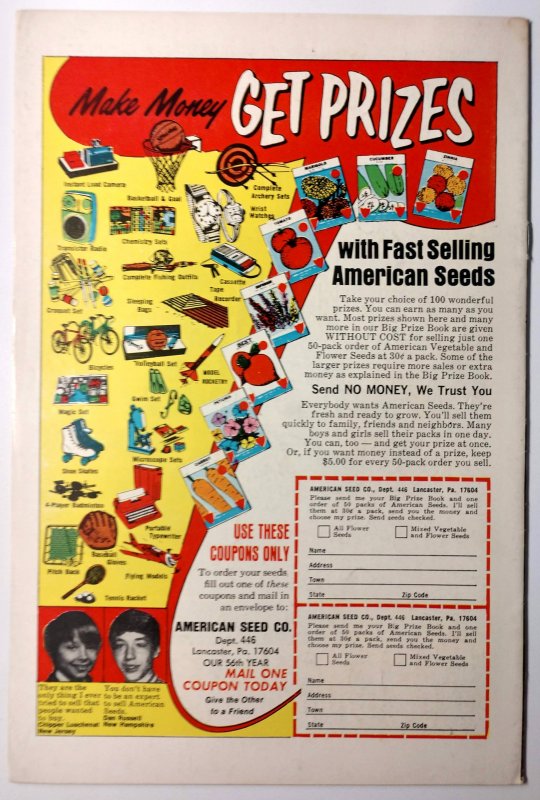 Make Money GET PRIZES
Instant Load Camera
Basketball & Goal
Complete
Archery Sets
Wrist
Watches
Transistor Radio
Chemistry Sets
Complete Fishing Outfits
Cassette
Tape
Recorder
Croquet Set
Sleeping
Bags
Bicycles
Volleyball Set
MODEL
ROCKETRY
Magic Set
Swim Set
Shoe Skates
Microscope Sets
4-Player Badminton
Portable
Typewriter
Pitch Back
Flying Models
Tennis Racket
MARIGOLD
CUCUMBER
ZINNIA
TOMATO
BEET
PETUNIA
with Fast Selling
American Seeds
Take your choice of 100 wonderful
prizes. You can earn as many as you
want. Most prizes shown here and many
more in our Big Prize Book are given
WITHOUT COST for selling just one
50-pack order of American Vegetable and
Flower Seeds at 30¢ a pack. Some of the
larger prizes require more sales or extra
money as explained in the Big Prize Book.
Send NO MONEY, We Trust You
Everybody wants American Seeds. They're
fresh and ready to grow. You'll sell them
quickly to family, friends and neighbors. Many
boys and girls sell their packs in one day.
You can, too — and get your prize at once.
Or, if you want money instead of a prize, keep
$5.00 for every 50-pack order you sell.
USE THESE
COUPONS ONLY
To order your seeds,
fill out one of these
coupons and mail in
an envelope to:
AMERICAN SEED CO.
Dept. 446
Lancaster, Pa. 17604
OUR 56th YEAR
MAIL ONE
COUPON TODAY
Give the Other
to a Friend
AMERICAN SEED CO., Dept. 446 Lancaster, Pa. 17604
Please send me your Big Prize Book and one
order of 50 packs of American Seeds. I'll sell
them at 30¢ a pack, send you the money and
choose my prize. Send seeds checked.
All Flower
Seeds
Mixed Vegetable
and Flower Seeds
Name
Address
Town
State Zip Code
AMERICAN SEED CO., Dept. 446 Lancaster, Pa. 17604
Please send me your Big Prize Book and one
order of 50 packs of American Seeds. I'll sell
them at 30¢ a pack, send you the money and
choose my prize. Send seeds checked.
All Flower
Seeds
Mixed Vegetable
and Flower Seeds
Name
Address
Town
State Zip Code
They are the
only thing I ever
tried to sell that
people wanted
to buy.
Chipper
New Jersey
You don't have
to be an expert
to sell American
Seeds.
Dan Russell
New Hampshire